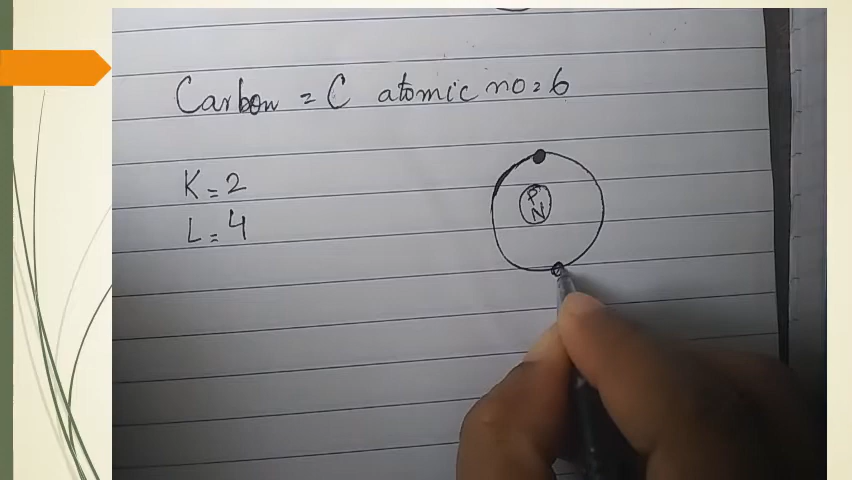 Carbon = C atomic no = 6
K = 2
L = 4
P
N